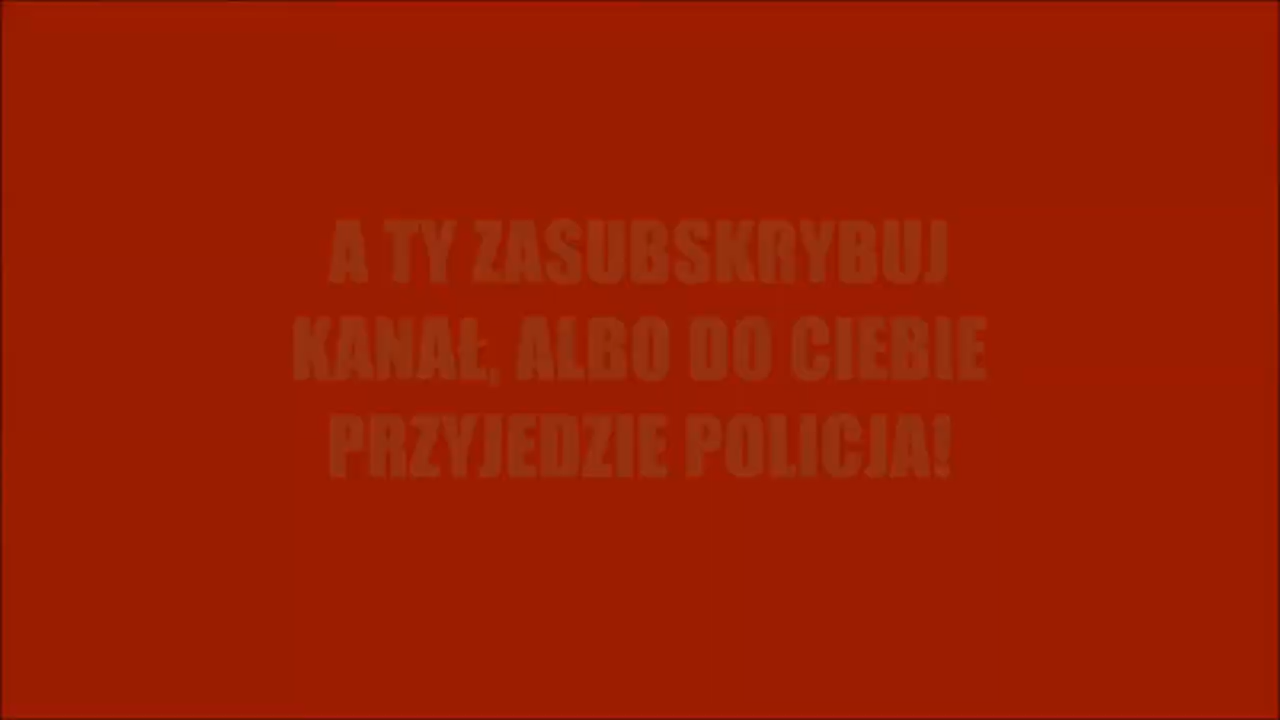 A TY ZASUBSKRYBUJ
KANAŁ, ALBO DO CIEBIE
PRZYJEDZIE POLICJA!